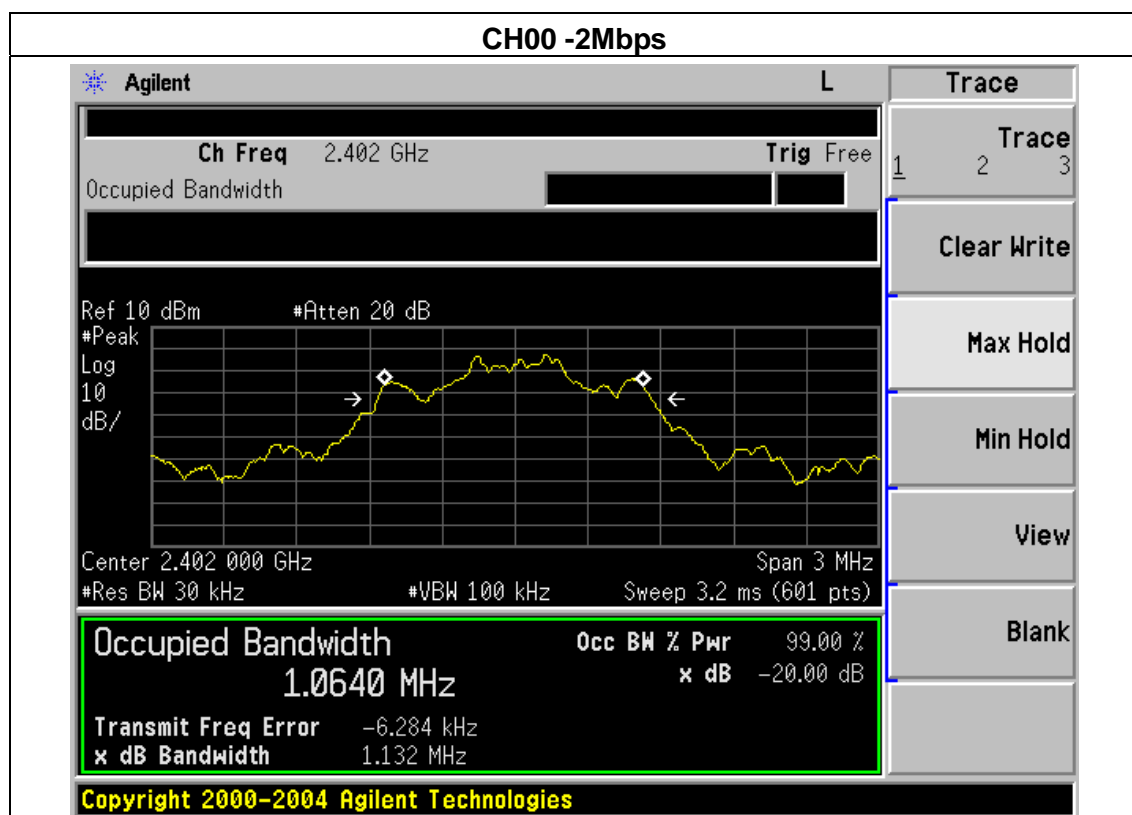 CH00 -2Mbps
Agilent L Trace
Ch Freq 2.402 GHz Trig Free
Occupied Bandwidth
Trace
1 2 3
Clear Write
Max Hold
Min Hold
View
Blank
Ref 10 dBm #Atten 20 dB
#Peak
Log
10
dB/
Center 2.402 000 GHz Span 3 MHz
#Res BW 30 kHz #VBW 100 kHz Sweep 3.2 ms (601 pts)
Occupied Bandwidth Occ BW % Pwr 99.00 %
1.0640 MHz x dB -20.00 dB
Transmit Freq Error -6.284 kHz
x dB Bandwidth 1.132 MHz
Copyright 2000-2004 Agilent Technologies